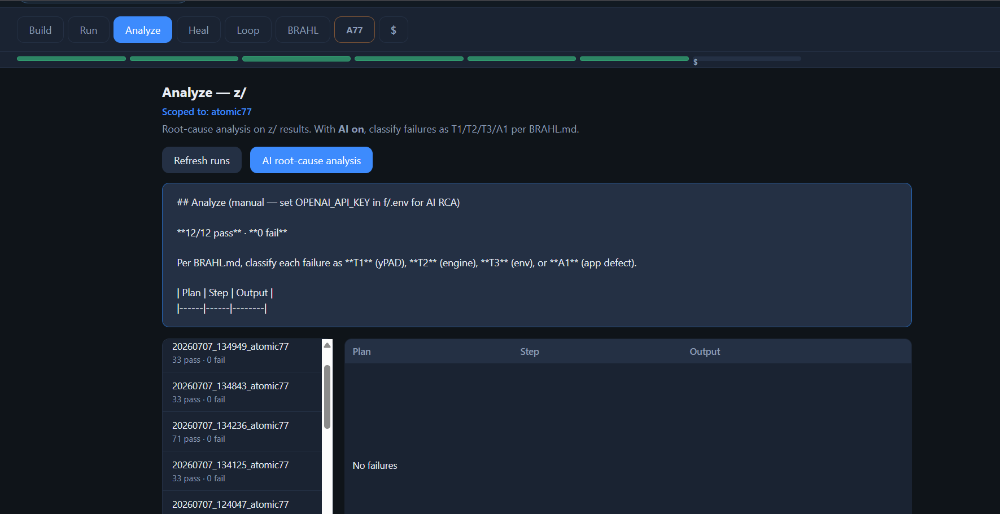 Build Run Analyze Heal Loop BRAHL A77 $
$
Analyze — z/
Scoped to: atomic77
Root-cause analysis on z/ results. With AI on, classify failures as T1/T2/T3/A1 per BRAHL.md.
Refresh runs AI root-cause analysis
## Analyze (manual — set OPENAI_API_KEY in f/.env for AI RCA)
**12/12 pass** · **0 fail**
Per BRAHL.md, classify each failure as **T1** (yPAD), **T2** (engine), **T3** (env), or **A1** (app defect).
| Plan | Step | Output |
|------|------|--------|
20260707_134949_atomic77
33 pass · 0 fail
20260707_134843_atomic77
33 pass · 0 fail
20260707_134236_atomic77
71 pass · 0 fail
20260707_134125_atomic77
33 pass · 0 fail
20260707_124047_atomic77
Plan Step Output
No failures